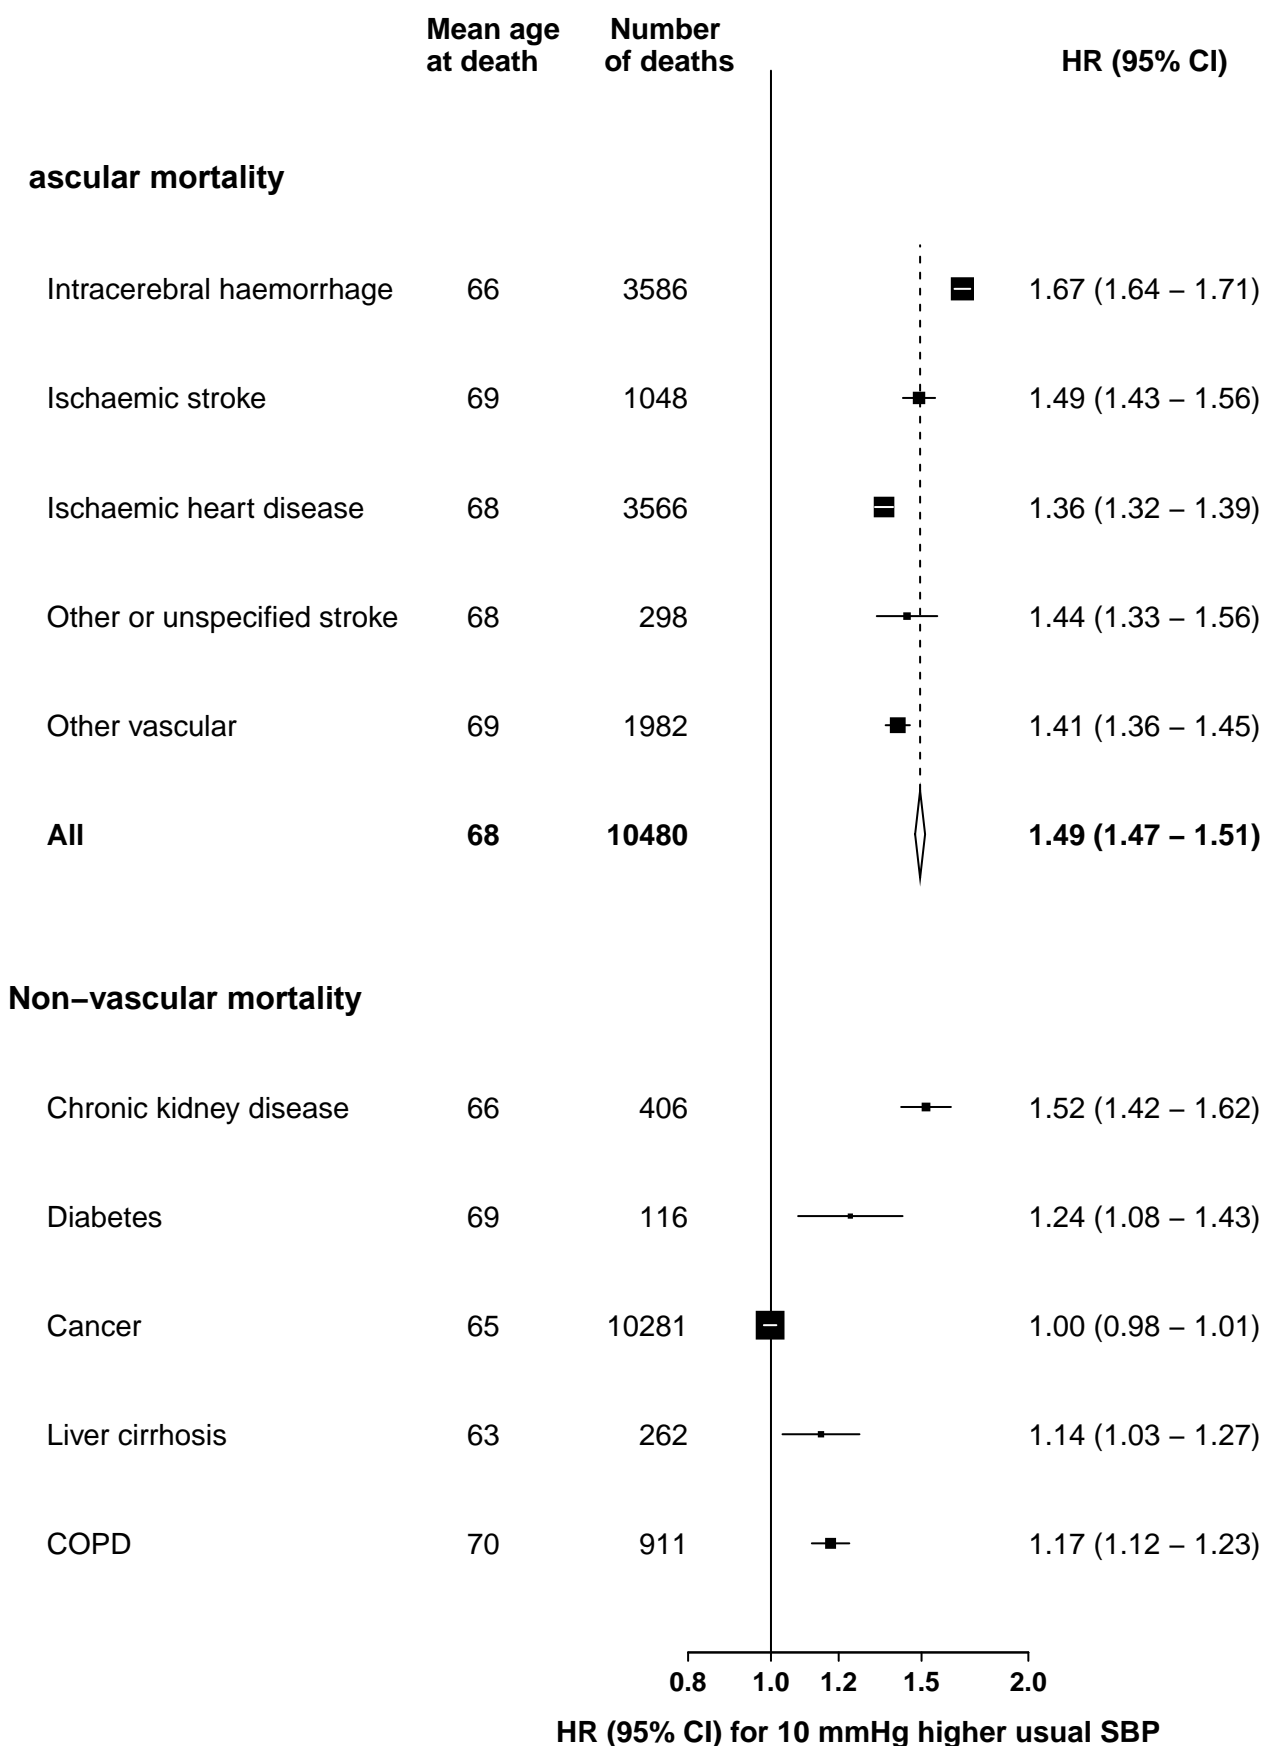 Mean age at death
Number of deaths
HR (95% CI)
ascular mortality
Intracerebral haemorrhage 66 3586 1.67 (1.64 – 1.71)
Ischaemic stroke 69 1048 1.49 (1.43 – 1.56)
Ischaemic heart disease 68 3566 1.36 (1.32 – 1.39)
Other or unspecified stroke 68 298 1.44 (1.33 – 1.56)
Other vascular 69 1982 1.41 (1.36 – 1.45)
All 68 10480 1.49 (1.47 – 1.51)
Non−vascular mortality
Chronic kidney disease 66 406 1.52 (1.42 – 1.62)
Diabetes 69 116 1.24 (1.08 – 1.43)
Cancer 65 10281 1.00 (0.98 – 1.01)
Liver cirrhosis 63 262 1.14 (1.03 – 1.27)
COPD 70 911 1.17 (1.12 – 1.23)
0.8 1.0 1.2 1.5 2.0
HR (95% CI) for 10 mmHg higher usual SBP